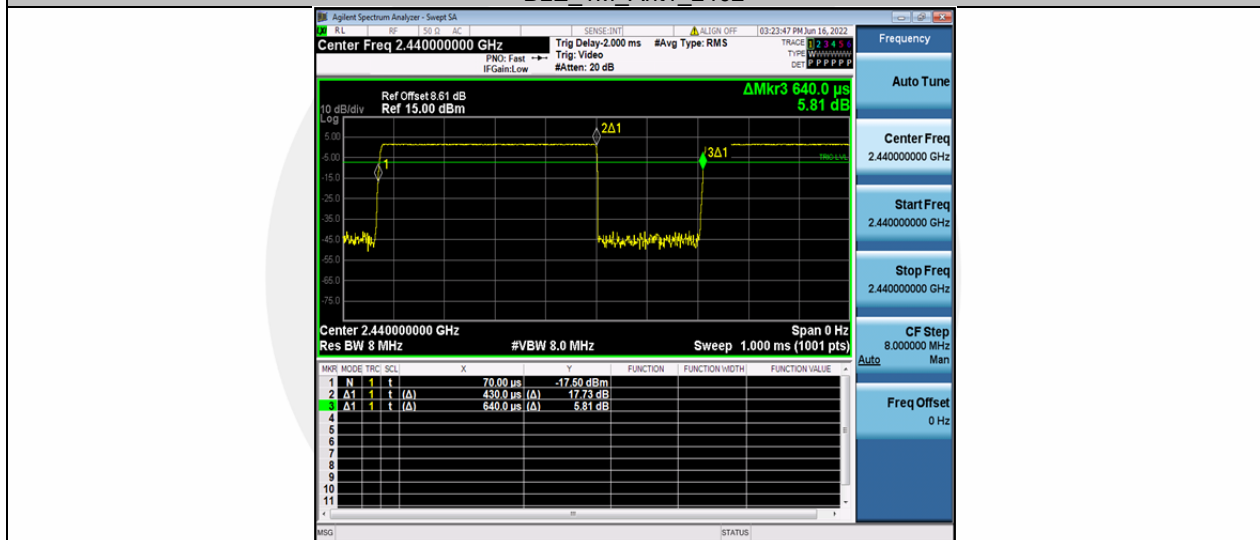 Agilent Spectrum Analyzer - Swept SA
RL RF 50 Ω AC SENSE:INT ALIGN OFF 03:23:47 PM Jun 16, 2022
Center Freq 2.440000000 GHz
PNO: Fast
IFGain:Low
Trig Delay-2.000 ms
Trig: Video
#Atten: 20 dB
#Avg Type: RMS
TRACE 1 2 3 4 5 6
TYPE
DET P P P P P P
Frequency
Auto Tune
Center Freq
2.440000000 GHz
Start Freq
2.440000000 GHz
Stop Freq
2.440000000 GHz
CF Step
8.000000 MHz
Auto Man
Freq Offset
0 Hz
ΔMkr3 640.0 µs
5.81 dB
Ref Offset 8.61 dB
10 dB/div Ref 15.00 dBm
Log
5.00
-5.00
-15.0
-25.0
-35.0
-45.0
-55.0
-65.0
-75.0
1
2Δ1
3Δ1
TRIG LVL
Center 2.440000000 GHz Span 0 Hz
Res BW 8 MHz #VBW 8.0 MHz Sweep 1.000 ms (1001 pts)
MKR MODE TRC SCL X Y FUNCTION FUNCTION WIDTH FUNCTION VALUE
1 N 1 t 70.00 µs -17.50 dBm
2 Δ1 1 t (Δ) 430.0 µs (Δ) 17.73 dB
3 Δ1 1 t (Δ) 640.0 µs (Δ) 5.81 dB
4
5
6
7
8
9
10
11
MSG STATUS